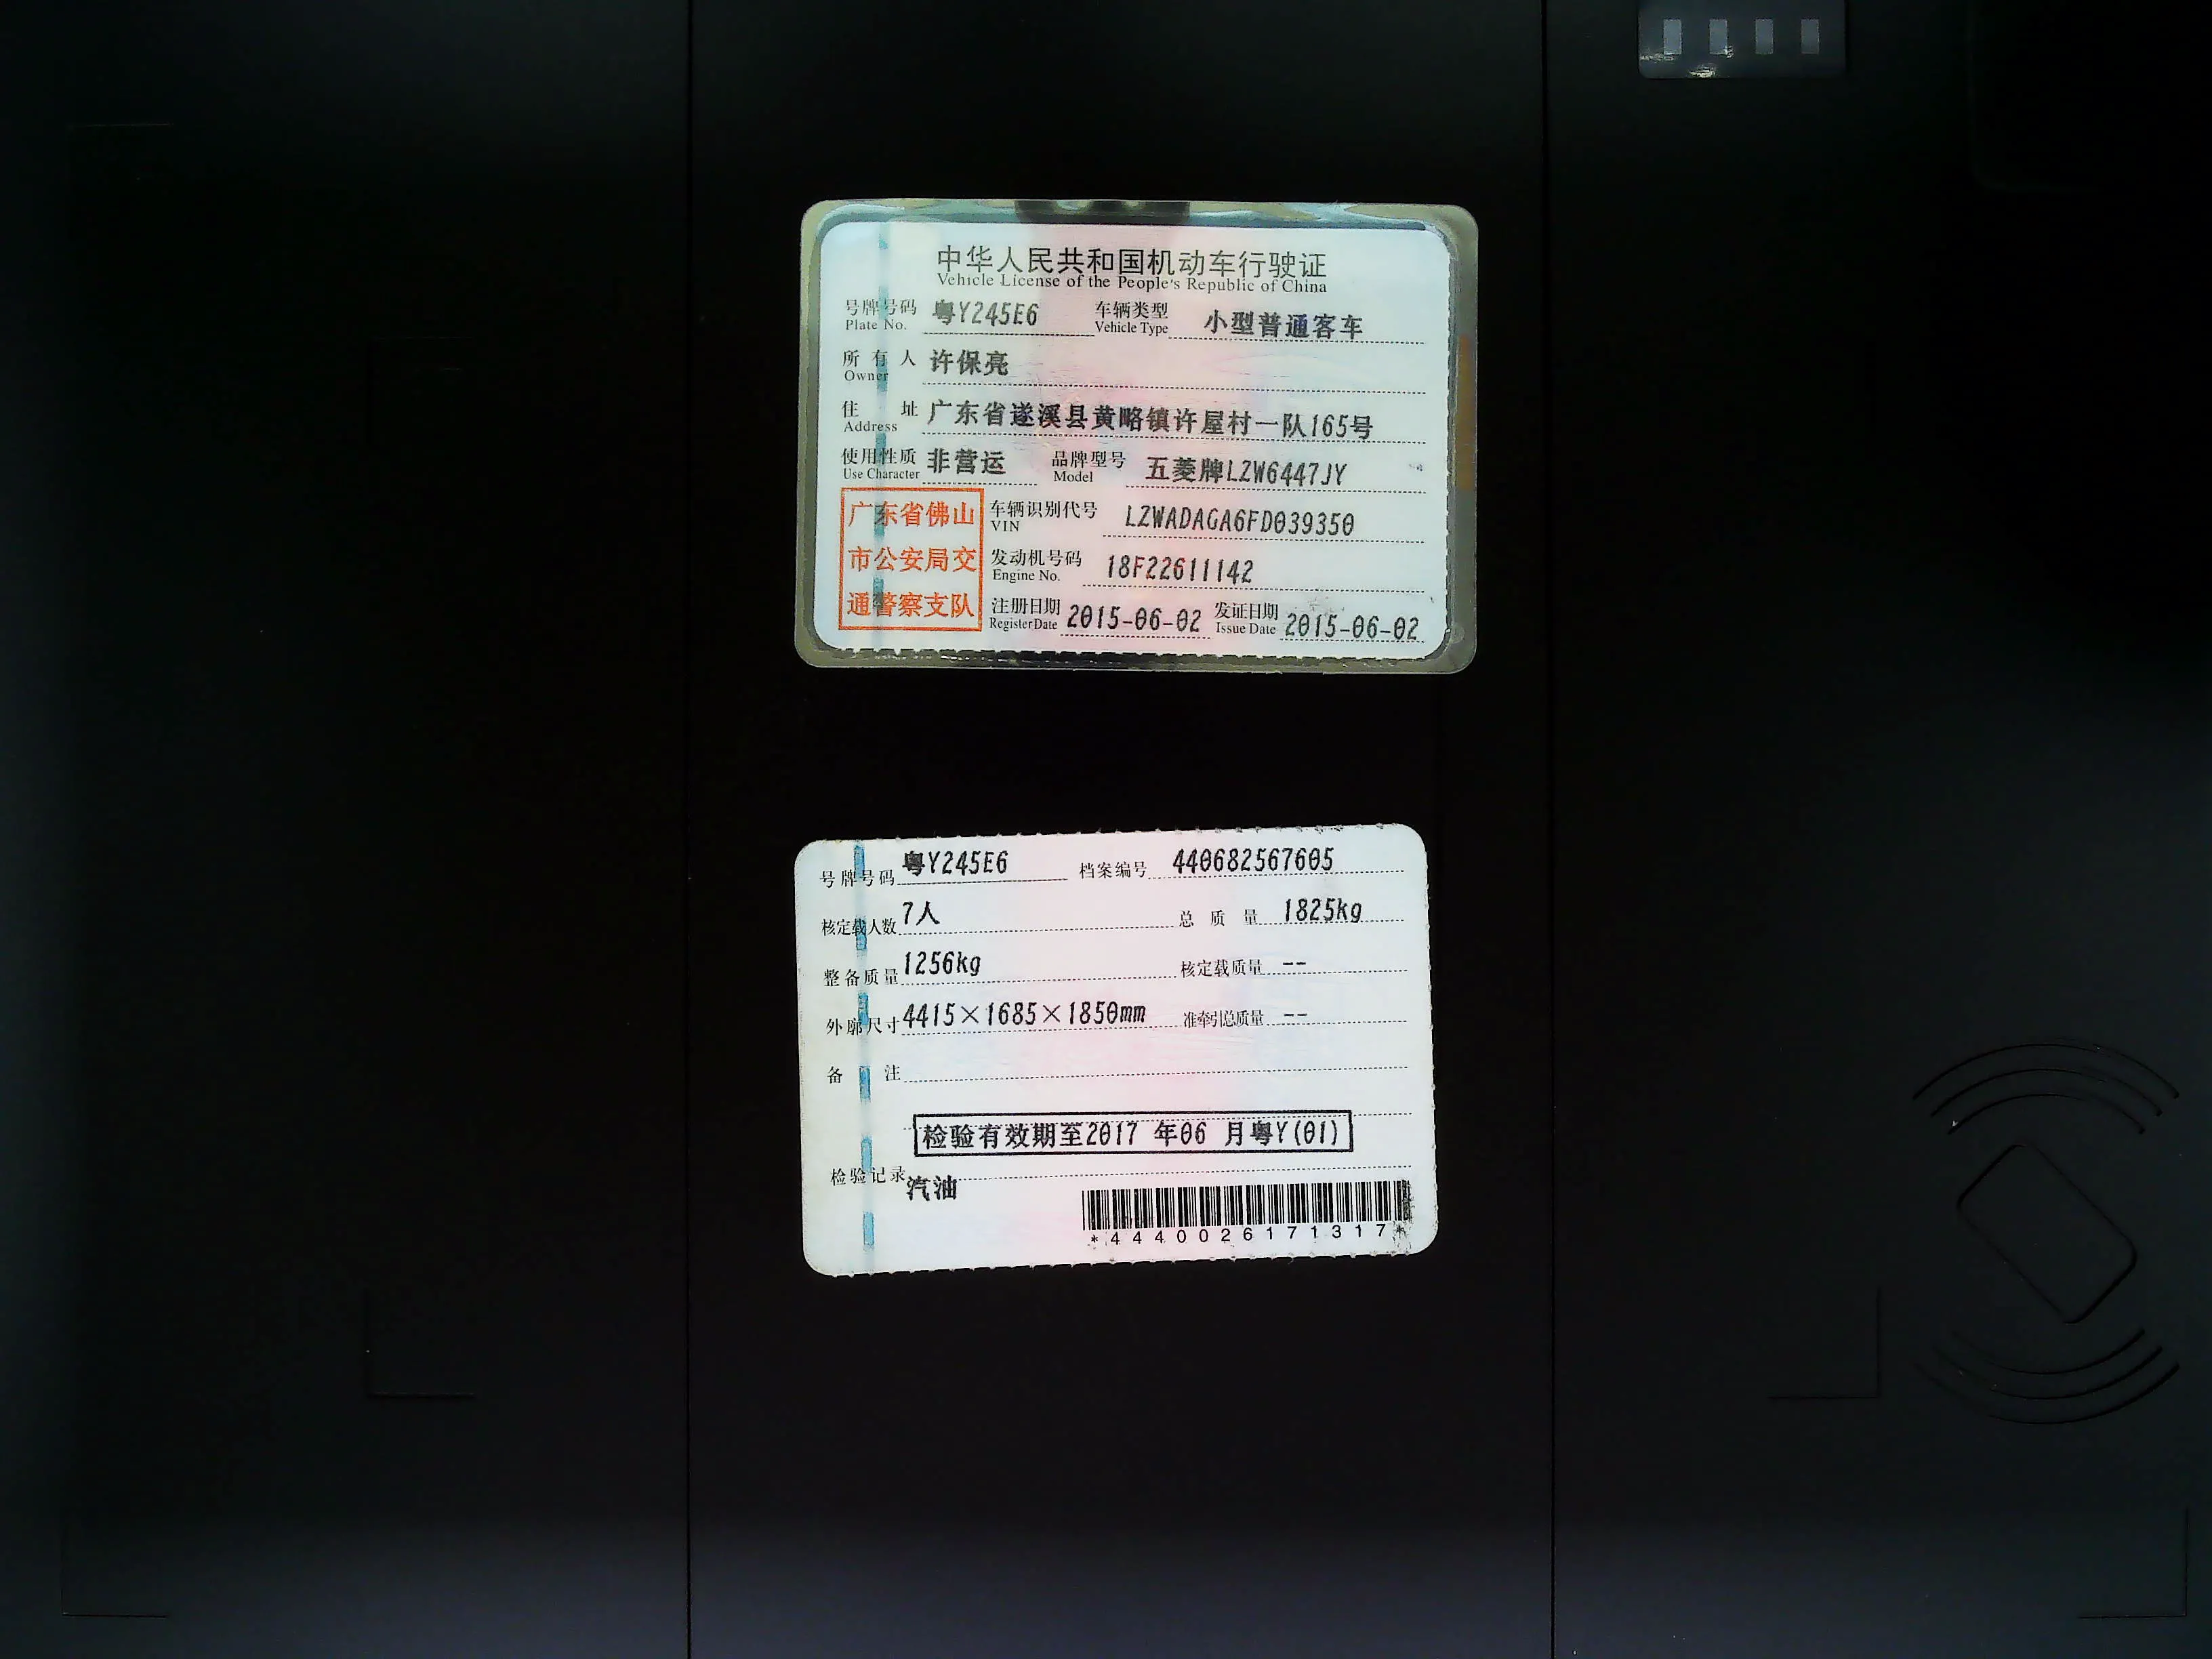 中华人民共和国机动车行驶证
Vehicle License of the People's Republic of China
号牌号码 粤Y245E6 车辆类型 小型普通客车
Plate No. Vehicle Type
所有人 许保亮
Owner
住址 广东省遂溪县黄略镇许屋村一队165号
Address
使用性质 非营运 品牌型号 五菱牌LZW6447JY
Use Character Model
广东省佛山
市公安局交
通警察支队
车辆识别代号 LZWADAGA6FD039350
VIN
发动机号码 18F22611142
Engine No.
注册日期 2015-06-02 发证日期 2015-06-02
Register Date Issue Date
号牌号码 粤Y245E6 档案编号 440682567605
核定载人数 7人 总质量 1825kg
整备质量 1256kg 核定载质量 --
外廓尺寸 4415×1685×1850mm 准牵引总质量 --
备注
检验有效期至2017 年06 月粤Y(01)
检验记录
汽油
*4440026171317*